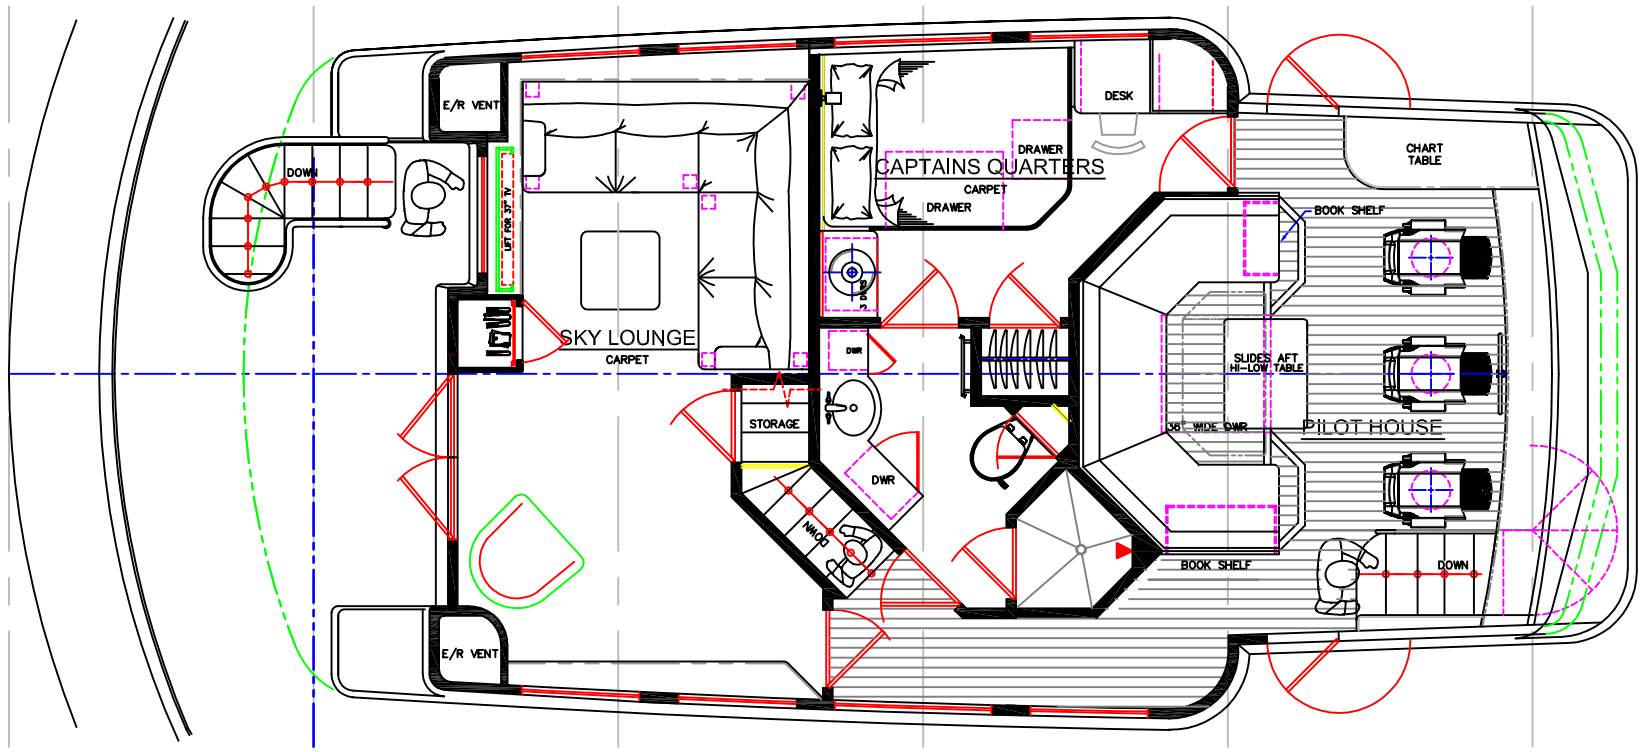 E/R VENT
DOWN
LIFT FOR 37" TV
SKY LOUNGE
CARPET
STORAGE
DOWN
E/R VENT
DESK
DRAWER
CAPTAINS QUARTERS
CARPET
DRAWER
3 DWRS
DWR
DWR
CHART
TABLE
BOOK SHELF
SLIDES AFT
HI-LOW TABLE
36" WIDE DWR
PILOT HOUSE
BOOK SHELF
DOWN